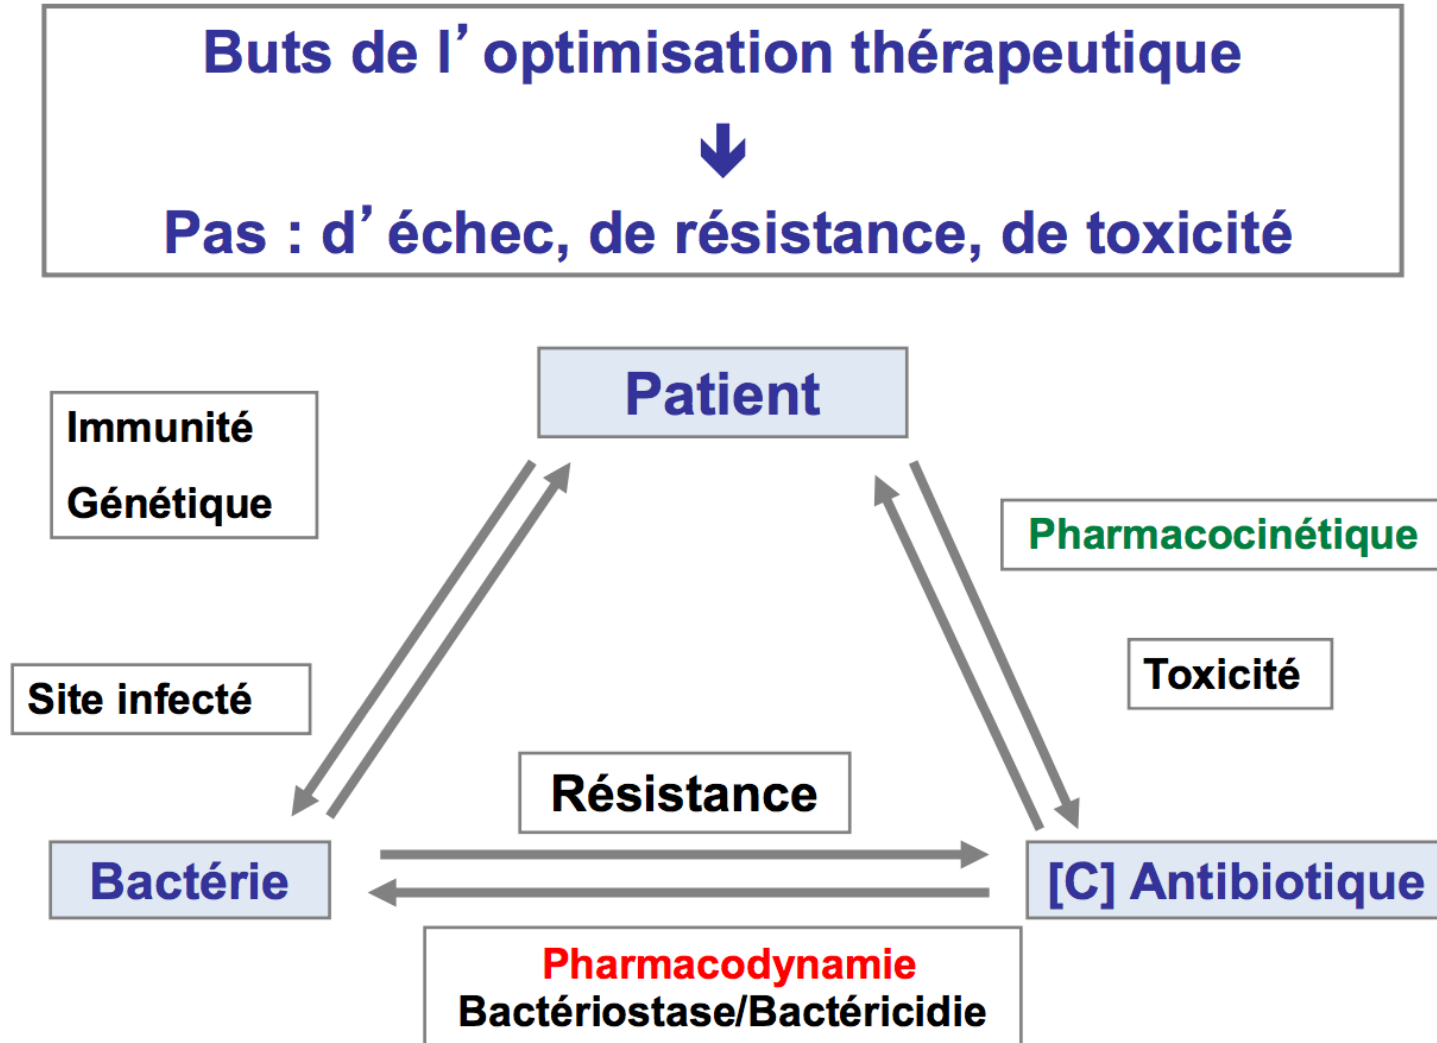 Buts de l’optimisation thérapeutique
Pas : d’échec, de résistance, de toxicité
Patient
Immunité
Génétique
Pharmacocinétique
Toxicité
Site infecté
Résistance
Bactérie
[C] Antibiotique
Pharmacodynamie
Bactériostase/Bactéricidie